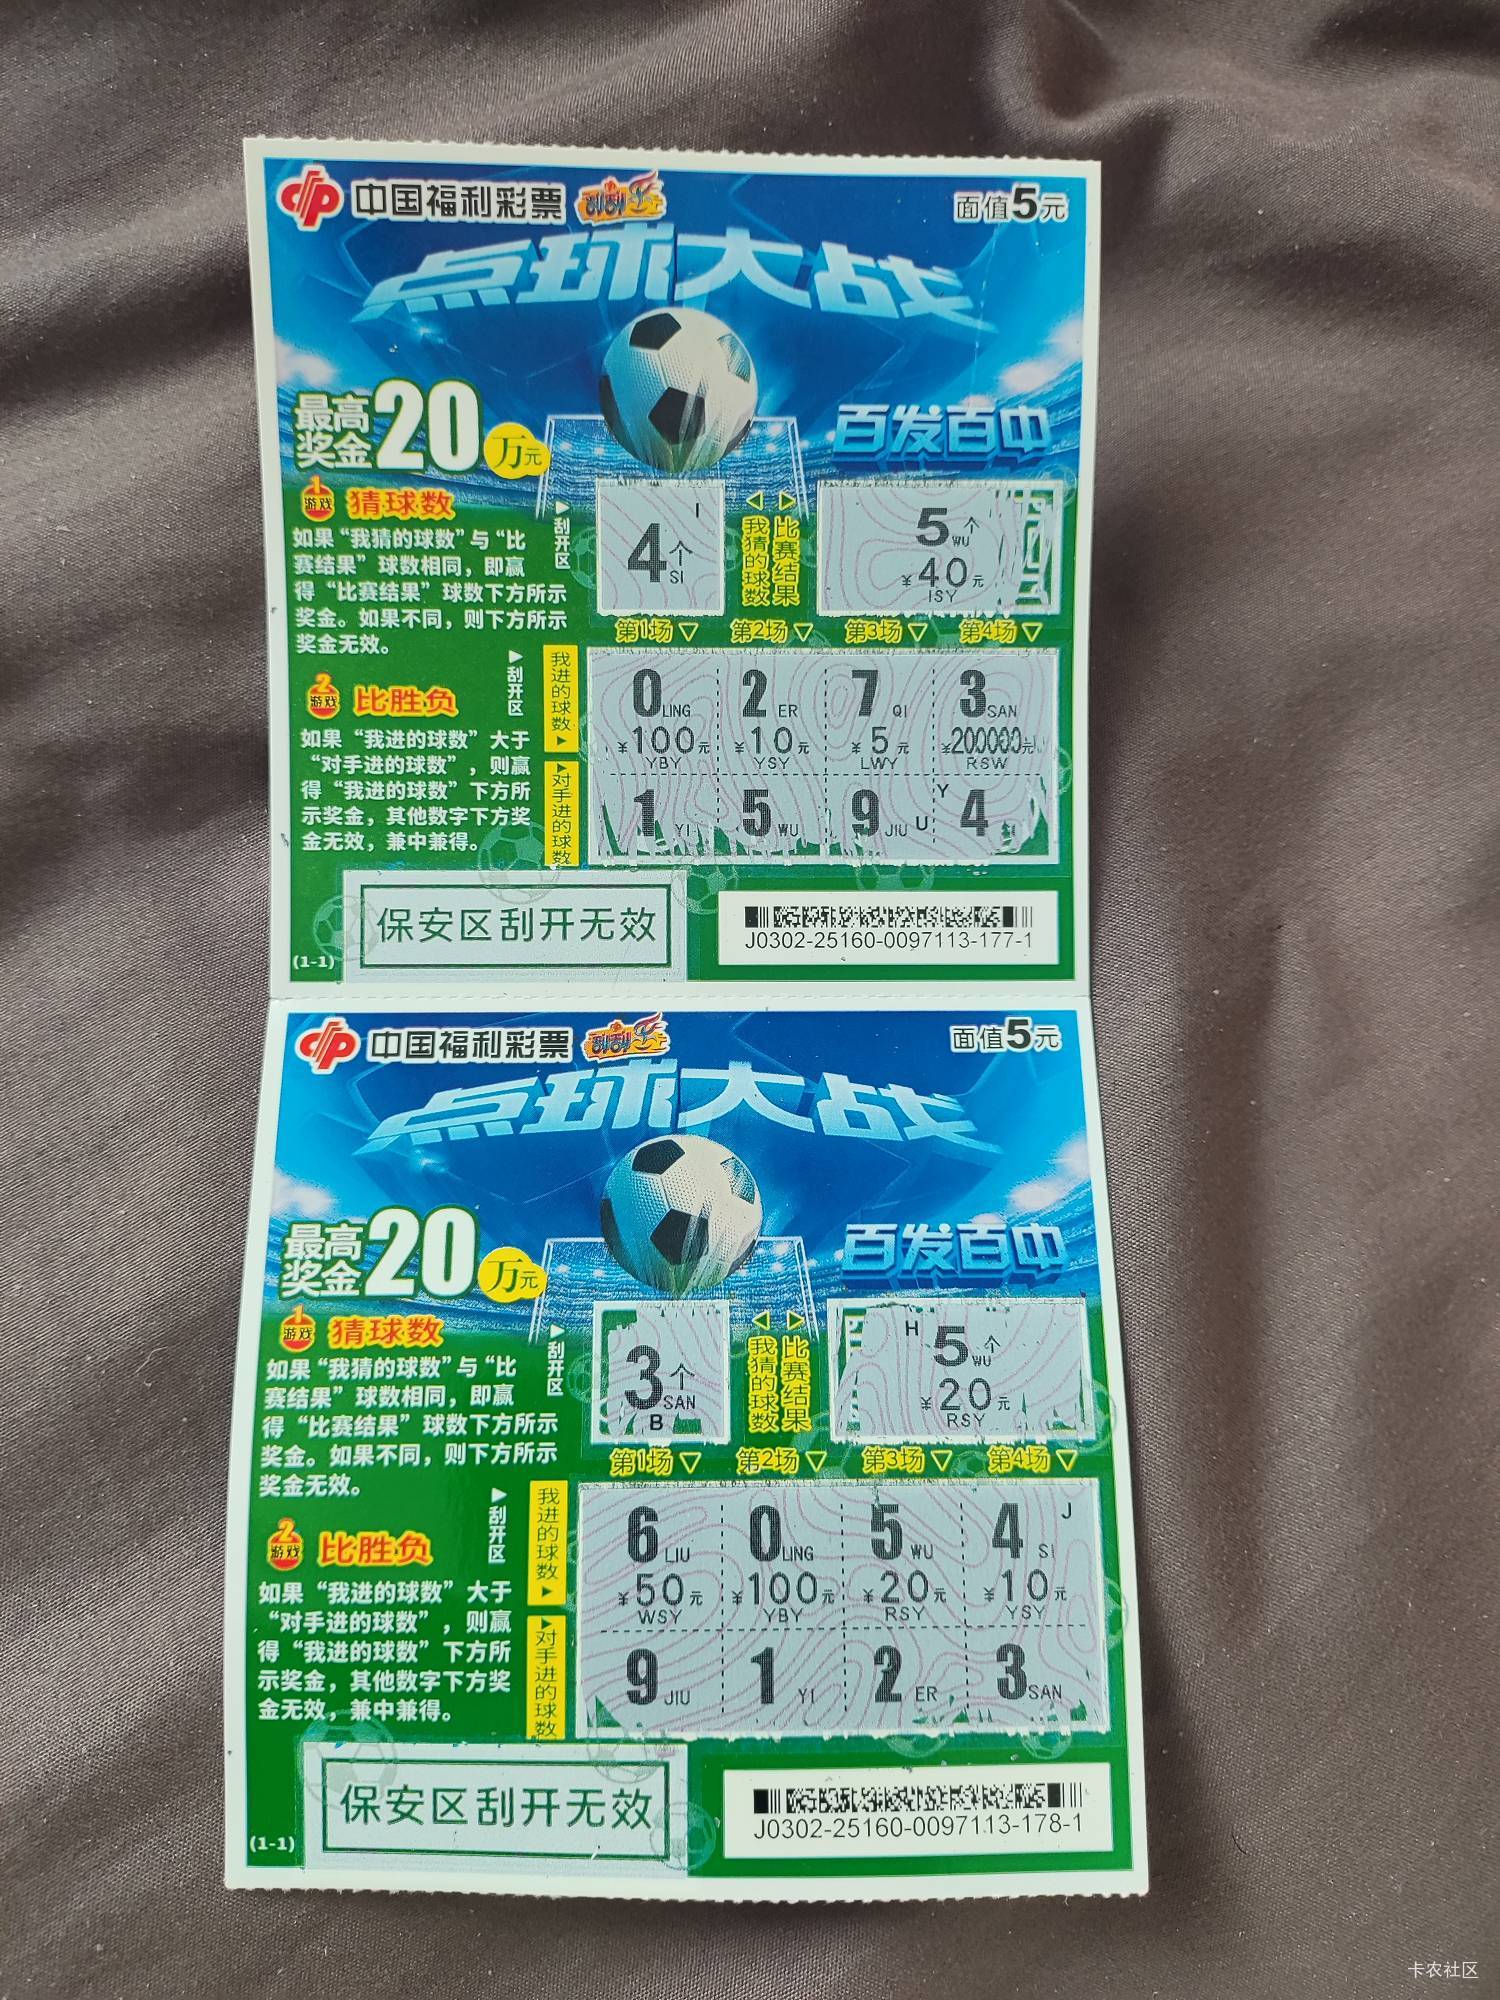 中国福利彩票 刮刮乐 面值5元
点球大战
最高奖金20万元
百发百中
1 游戏 猜球数
如果“我猜的球数”与“比
赛结果”球数相同，即赢
得“比赛结果”球数下方所示
奖金。如果不同，则下方所示
奖金无效。
刮开区
4个 SI I
我猜的球数
比赛结果
5个 WU
¥40元
ISY
第1场 第2场 第3场 第4场
2 游戏 比胜负
如果“我进的球数”大于
“对手进的球数”，则赢
得“我进的球数”下方所
示奖金，其他数字下方奖
金无效，兼中兼得。
刮开区
我进的球数
0 LING 2 ER 7 QI 3 SAN
¥100元 ¥10元 ¥5元 ¥200000元
YBY YSY LWY RSW
对手进的球数
1 YI 5 WU 9 JIU U Y 4
保安区刮开无效
J0302-25160-0097113-177-1
(1-1)
中国福利彩票 刮刮乐 面值5元
点球大战
最高奖金20万元
百发百中
1 游戏 猜球数
如果“我猜的球数”与“比
赛结果”球数相同，即赢
得“比赛结果”球数下方所示
奖金。如果不同，则下方所示
奖金无效。
刮开区
3个 SAN B
我猜的球数
比赛结果
H 5个 WU
¥20元
RSY
第1场 第2场 第3场 第4场
2 游戏 比胜负
如果“我进的球数”大于
“对手进的球数”，则赢
得“我进的球数”下方所
示奖金，其他数字下方奖
金无效，兼中兼得。
刮开区
我进的球数
6 LIU 0 LING 5 WU 4 SI J
¥50元 ¥100元 ¥20元 ¥10元
WSY YBY RSY YSY
对手进的球数
9 JIU 1 YI 2 ER 3 SAN
保安区刮开无效
J0302-25160-0097113-178-1
(1-1)
卡农社区